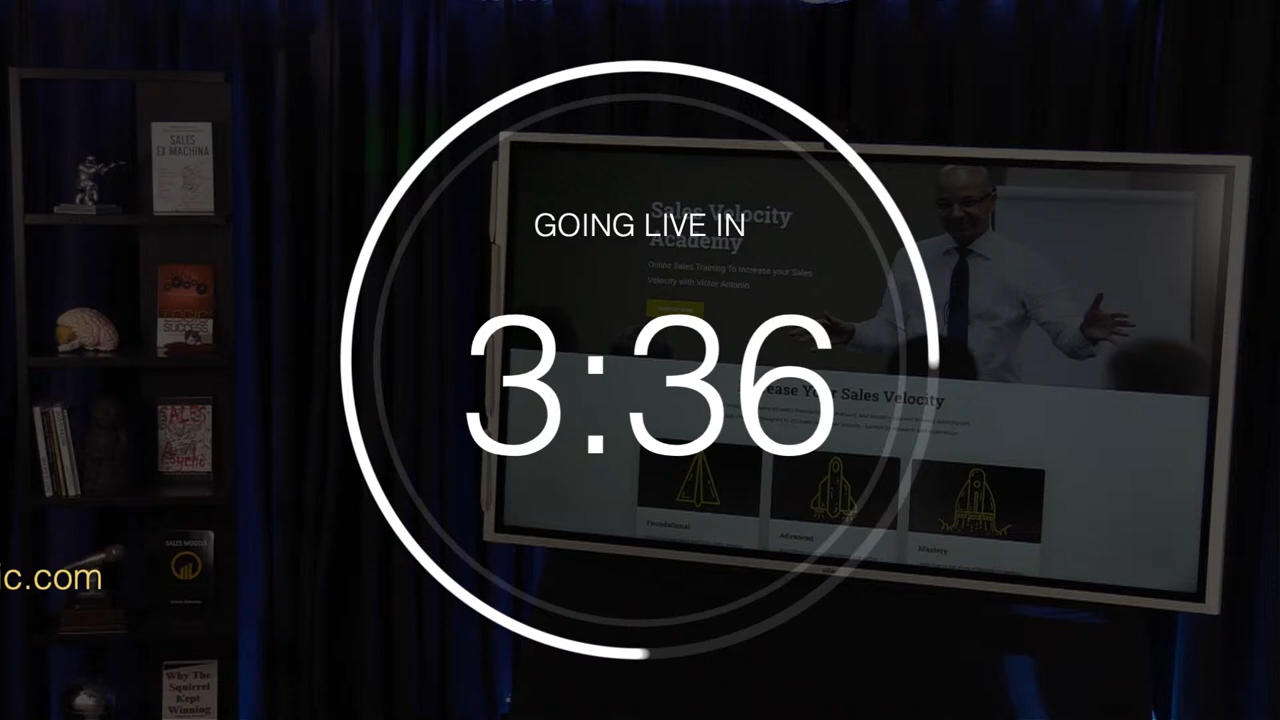 SALES
EX MACHINA
LOGIC
SUCCESS
SALES
Psyche
SALES MODELS
ic.com
Why The
Squirrel
Kept
Winning
GOING LIVE IN
3:36
Sales Velocity
Academy
Online Sales Training To Increase your Sales
Velocity with Victor Antonio
ease Your Sales Velocity
Foundational
Advanced
Mastery